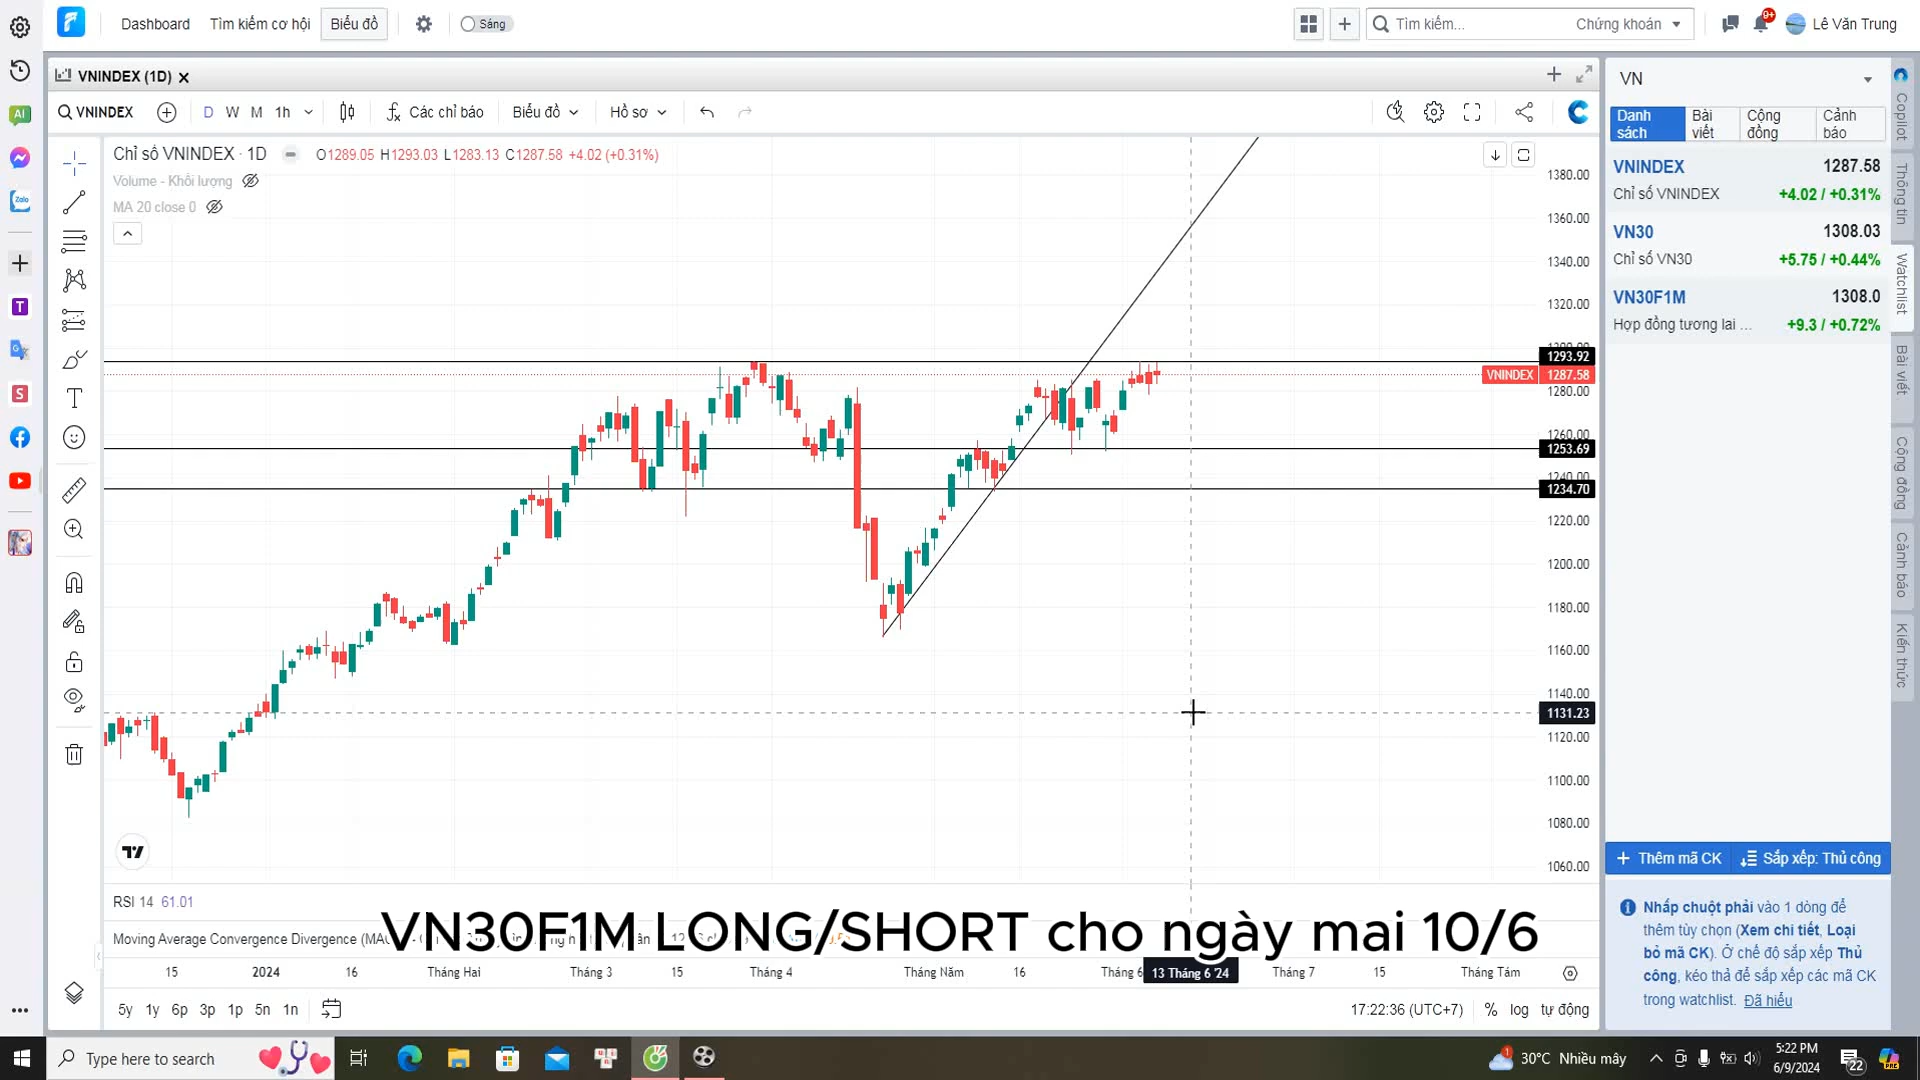 Dashboard
Tìm kiếm cơ hội
Biểu đồ
Sáng
Tìm kiếm...
Chứng khoán
9+
Lê Văn Trung
VNINDEX (1D)
VNINDEX
D
W
M
1h
Các chỉ báo
Biểu đồ
Hồ sơ
Chỉ số VNINDEX · 1D
O1289.05 H1293.03 L1283.13 C1287.58 +4.02 (+0.31%)
Volume - Khối lượng
MA 20 close 0
1380.00
1360.00
1340.00
1320.00
1293.92
VNINDEX 1287.58
1280.00
1260.00
1253.69
1240.00
1234.70
1220.00
1200.00
1180.00
1160.00
1140.00
1131.23
1120.00
1100.00
1080.00
1060.00
RSI 14 61.01
Moving Average Convergence Divergence
VN30F1M LONG/SHORT cho ngày mai 10/6
15
2024
16
Tháng Hai
Tháng 3
15
Tháng 4
Tháng Năm
16
Tháng 6
13 Tháng 6 '24
Tháng 7
15
Tháng Tám
5y
1y
6p
3p
1p
5n
1n
17:22:36 (UTC+7)
%
log
tự động
VN
Danh sách
Bài viết
Cộng đồng
Cảnh báo
VNINDEX 1287.58
Chỉ số VNINDEX +4.02 / +0.31%
VN30 1308.03
Chỉ số VN30 +5.75 / +0.44%
VN30F1M 1308.0
Hợp đồng tương lai ... +9.3 / +0.72%
Thêm mã CK
Sắp xếp: Thủ công
Nhấp chuột phải vào 1 dòng để
thêm tùy chọn (Xem chi tiết, Loại
bỏ mã CK). Ở chế độ sắp xếp Thủ
công, kéo thả để sắp xếp các mã CK
trong watchlist. Đã hiểu
Copilot
Thông tin
Watchlist
Bài viết
Cộng đồng
Cảnh báo
Kiến thức
AI
Zalo
T
S
Type here to search
30°C Nhiều mây
5:22 PM
6/9/2024
22